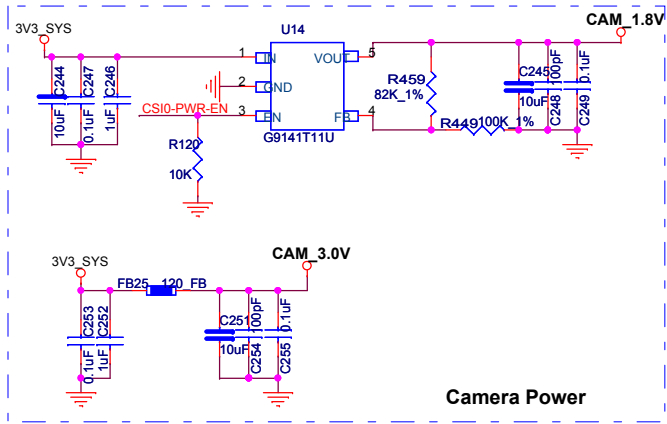 U14
CAM_1.8V
3V3_SYS
1
IN
VOUT
5
2
GND
CSI0-PWR-EN
3
EN
FB
4
G9141T11U
C244
10uF
C247
0.1uF
C246
1uF
R120
10K
R459
82K_1%
R449
100K_1%
C245
10uF
100pF
C248
0.1uF
C249
3V3_SYS
FB25
120_FB
CAM_3.0V
C253
0.1uF
C252
1uF
C251
10uF
100pF
C254
0.1uF
C255
Camera Power